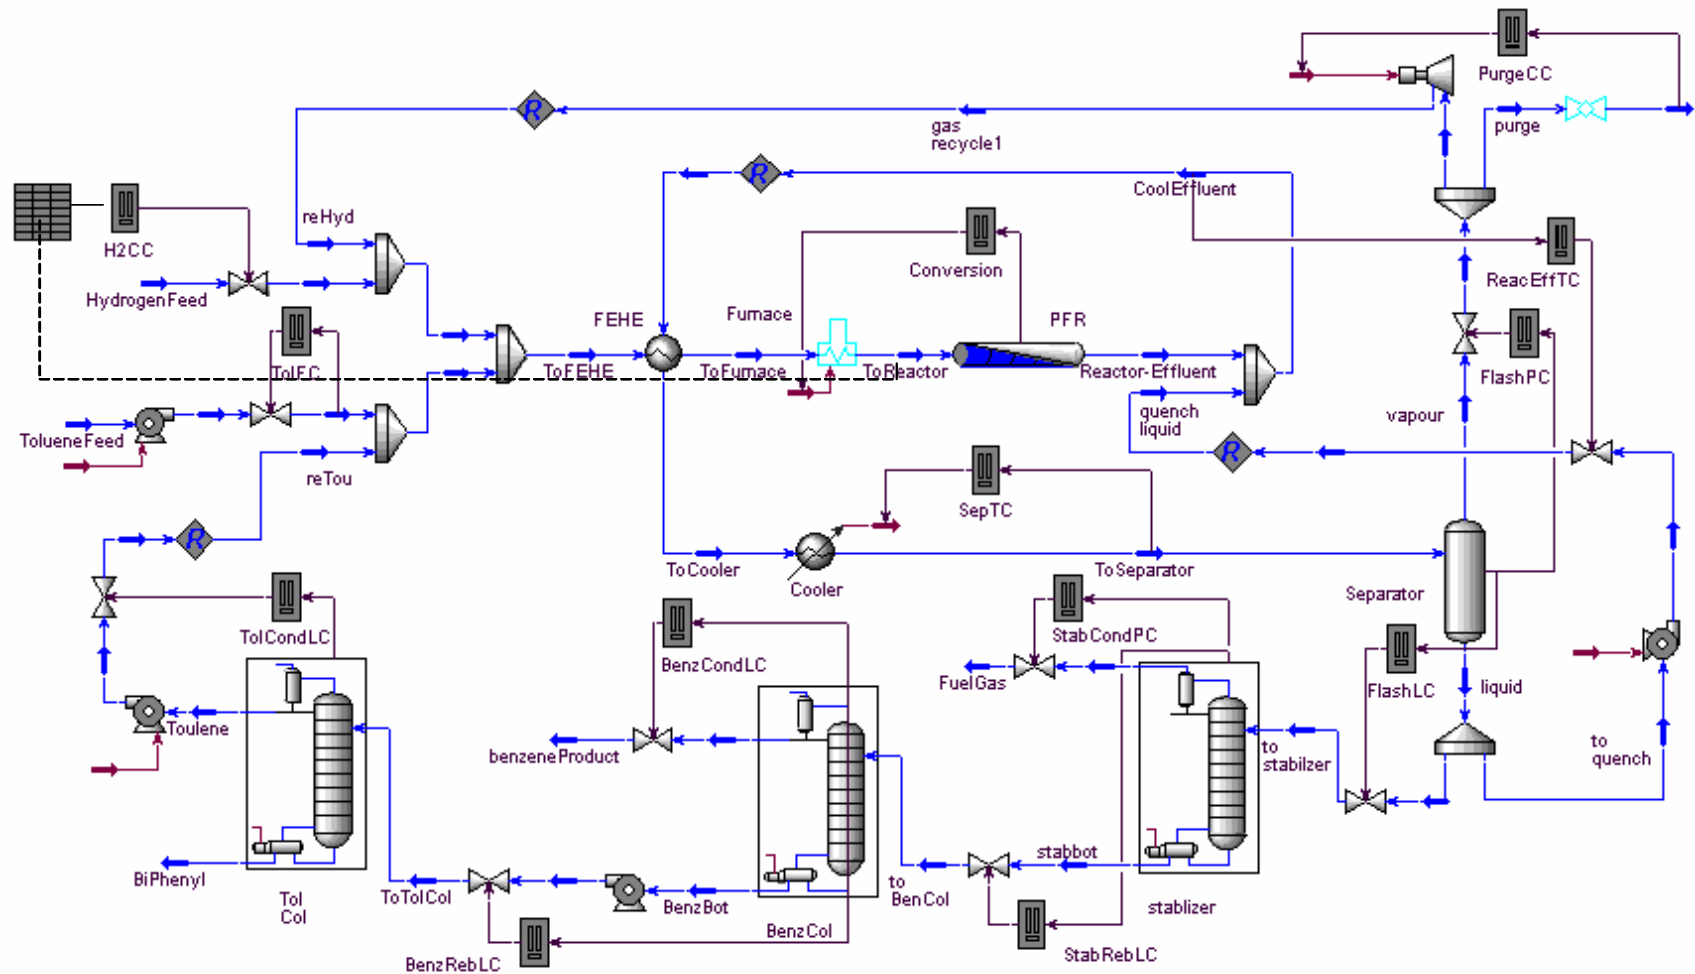 PurgeCC
R
gas
recycle1
purge
R
CoolEffluent
H2CC
reHyd
Conversion
ReacEffTC
HydrogenFeed
FEHE
Furnace
PFR
TolFC
ToFEHE
ToFurnace
ToReactor
Reactor-Effluent
FlashPC
quench
liquid
vapour
TolueneFeed
R
reTou
SepTC
R
ToCooler
Cooler
ToSeparator
Separator
TolCondLC
BenzCondLC
StabCondPC
FuelGas
FlashLC
liquid
Toulene
benzeneProduct
to
stabilzer
to
quench
stabbot
BiPhenyl
Tol
Col
ToTolCol
BenzBot
to
BenCol
stablizer
BenzCol
BenzRebLC
StabRebLC